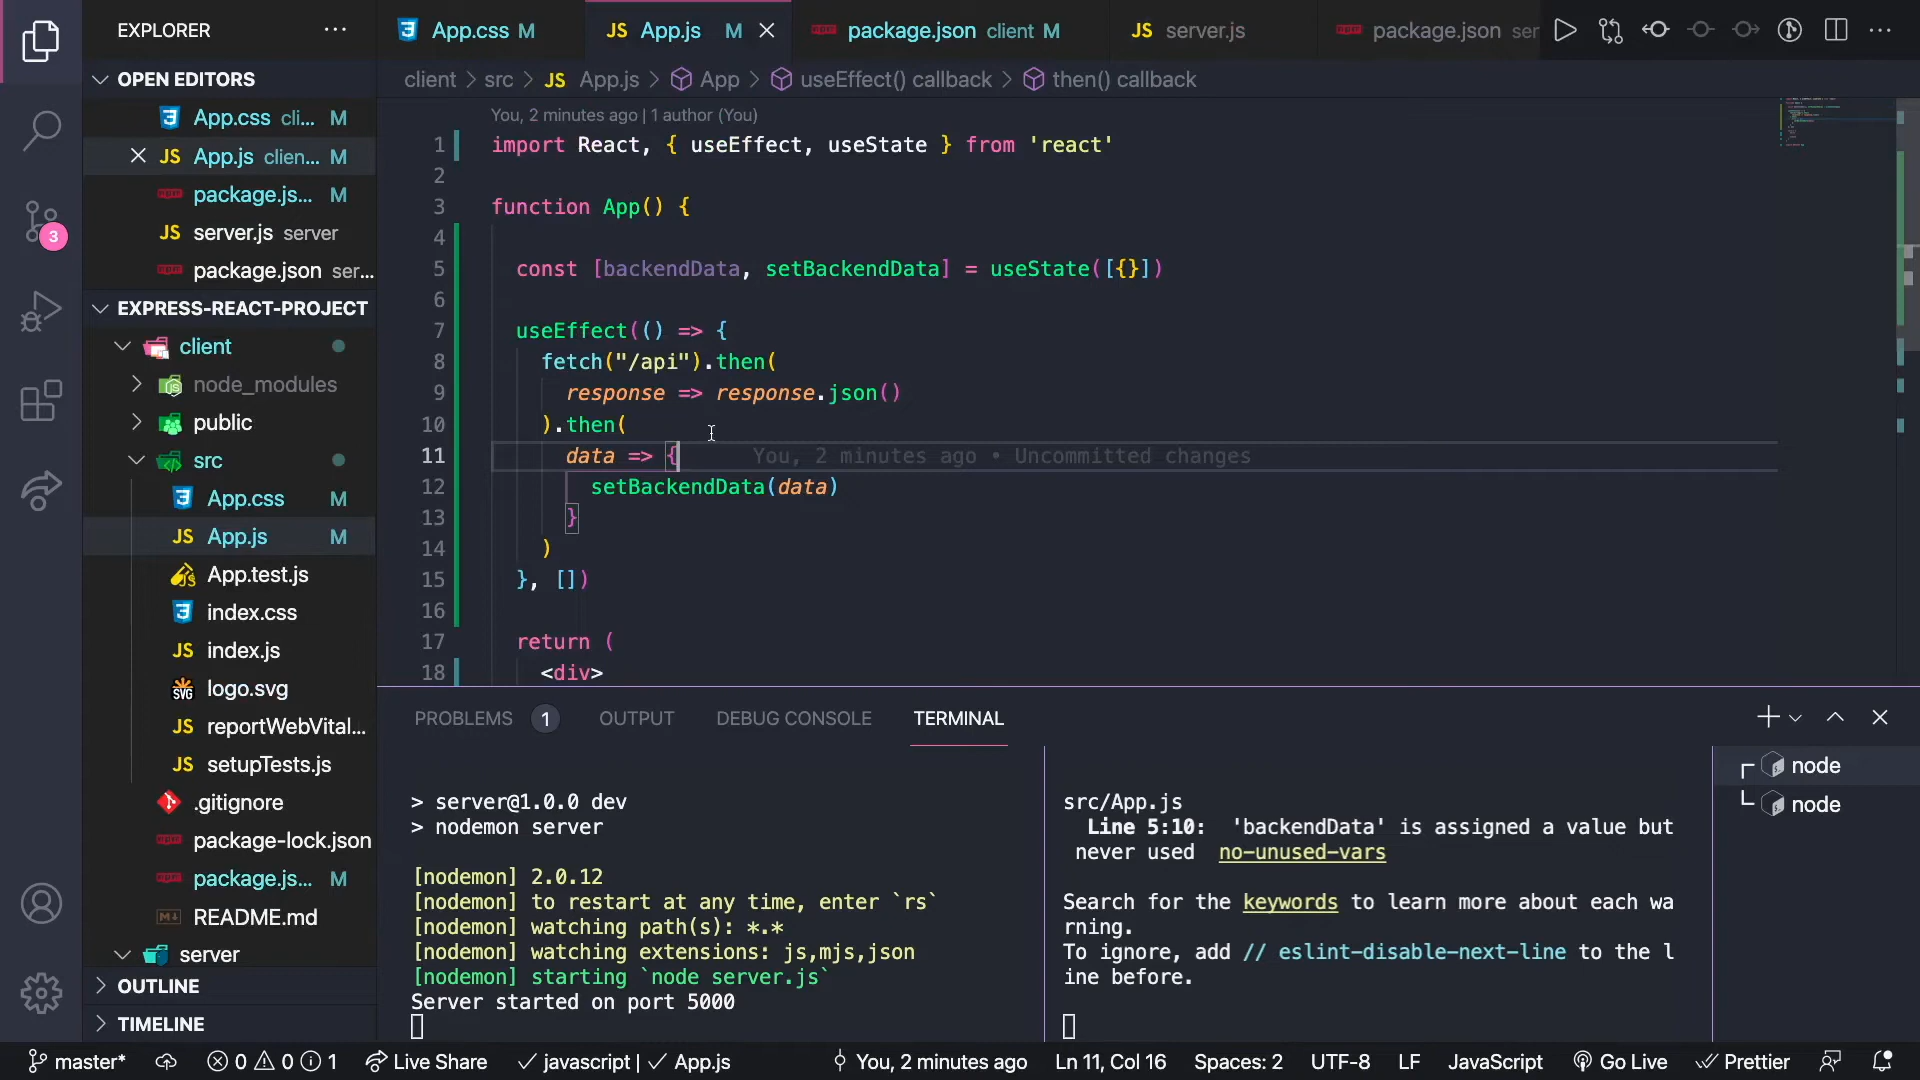 EXPLORER
App.css M
JS App.js M
package.json client M
JS server.js
package.json ser
OPEN EDITORS
App.css cli... M
JS App.js clien... M
package.js... M
JS server.js server
package.json ser...
EXPRESS-REACT-PROJECT
client
node_modules
public
src
App.css M
JS App.js M
App.test.js
index.css
JS index.js
SVG logo.svg
JS reportWebVital...
JS setupTests.js
.gitignore
package-lock.json
package.js... M
README.md
server
OUTLINE
TIMELINE
3
client > src > JS App.js > App > useEffect() callback > then() callback
You, 2 minutes ago | 1 author (You)
1 import React, { useEffect, useState } from 'react'
2
3 function App() {
4
5 const [backendData, setBackendData] = useState([{}])
6
7 useEffect(() => {
8 fetch("/api").then(
9 response => response.json()
10 ).then(
11 data => { You, 2 minutes ago • Uncommitted changes
12 setBackendData(data)
13 }
14 )
15 }, [])
16
17 return (
18 <div>
PROBLEMS 1 OUTPUT DEBUG CONSOLE TERMINAL
> server@1.0.0 dev
> nodemon server
[nodemon] 2.0.12
[nodemon] to restart at any time, enter `rs`
[nodemon] watching path(s): *.*
[nodemon] watching extensions: js,mjs,json
[nodemon] starting `node server.js`
Server started on port 5000
src/App.js
Line 5:10: 'backendData' is assigned a value but
never used no-unused-vars
Search for the keywords to learn more about each wa
rning.
To ignore, add // eslint-disable-next-line to the l
ine before.
node
node
master* 0 0 1 Live Share javascript | App.js You, 2 minutes ago Ln 11, Col 16 Spaces: 2 UTF-8 LF JavaScript Go Live Prettier